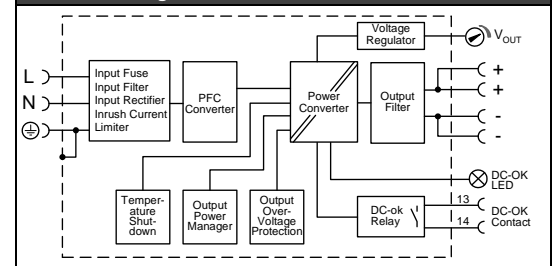 Voltage
Regulator
V OUT
L
N
Input Fuse
Input Filter
Input Rectifier
Inrush Current
Limiter
PFC
Converter
Power
Converter
Output
Filter
+
+
-
-
Temper-
ature
Shut-
down
Output
Power
Manager
Output
Over-
Voltage
Protection
DC-ok
Relay
DC-OK
LED
13
14
DC-OK
Contact